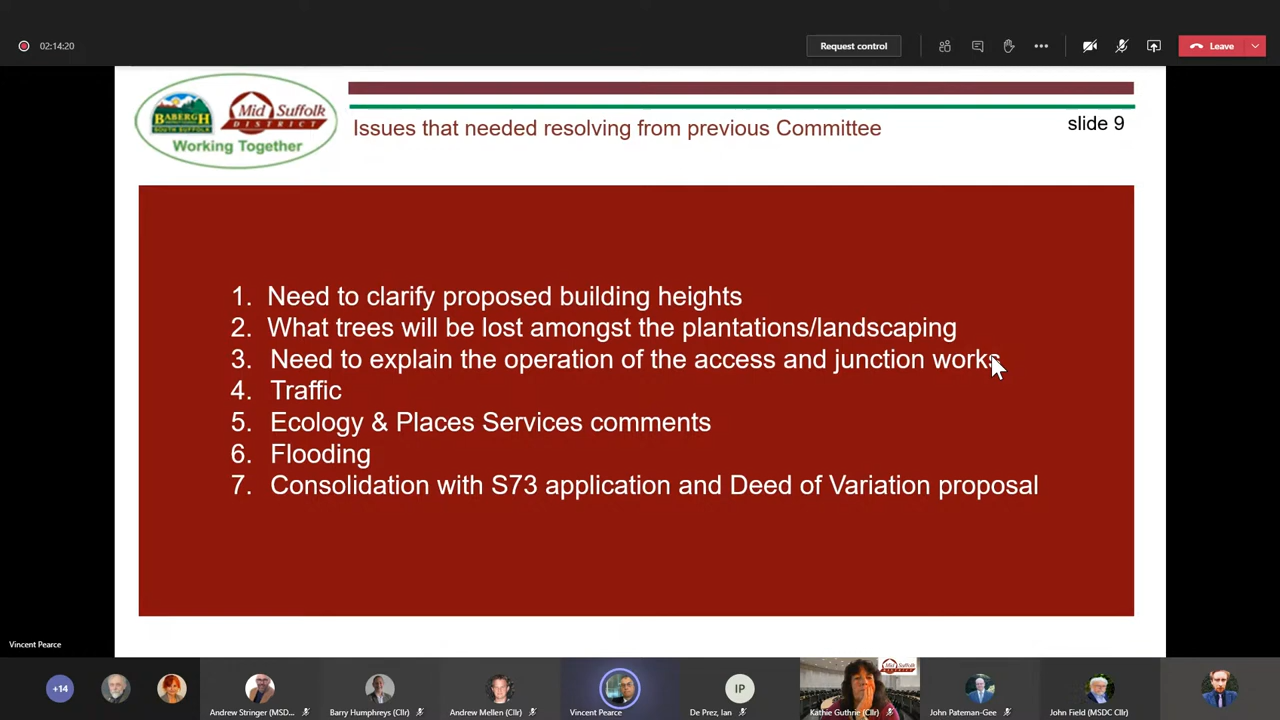 02:14:20
Request control
Leave
BABERGH
SOUTH SUFFOLK
Mid Suffolk
DISTRICT
Working Together
Issues that needed resolving from previous Committee
slide 9
1. Need to clarify proposed building heights
2. What trees will be lost amongst the plantations/landscaping
3. Need to explain the operation of the access and junction works
4. Traffic
5. Ecology & Places Services comments
6. Flooding
7. Consolidation with S73 application and Deed of Variation proposal
Vincent Pearce
+14
Andrew Stringer (MSD...
Barry Humphreys (Cllr)
Andrew Mellen (Cllr)
Vincent Pearce
IP
De Prez, Ian
Mid Suffolk
Kathie Guthrie (Cllr)
John Pateman-Gee
John Field (MSDC Cllr)